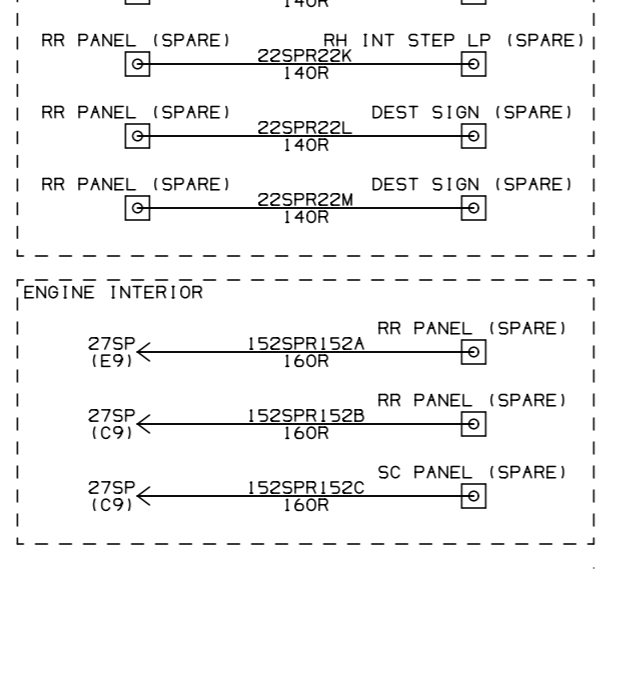 140R
RR PANEL (SPARE) RH INT STEP LP (SPARE)
22SPR22K
140R
RR PANEL (SPARE) DEST SIGN (SPARE)
22SPR22L
140R
RR PANEL (SPARE) DEST SIGN (SPARE)
22SPR22M
140R
ENGINE INTERIOR
RR PANEL (SPARE)
27SP 152SPR152A
(E9) 160R
RR PANEL (SPARE)
27SP 152SPR152B
(C9) 160R
SC PANEL (SPARE)
27SP 152SPR152C
(C9) 160R